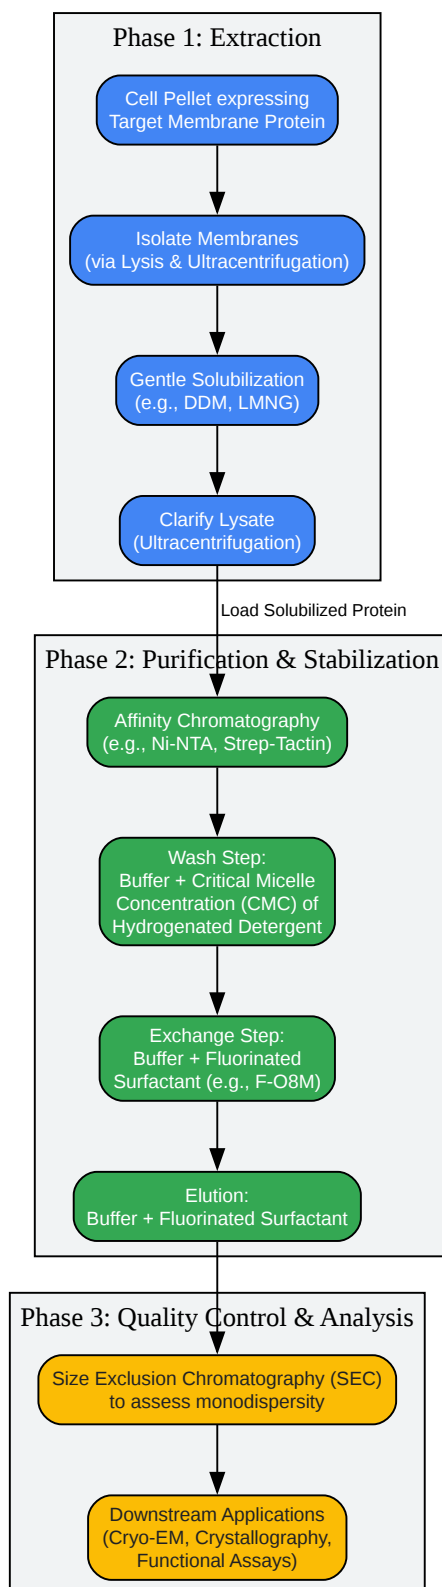 Phase 1: Extraction
Cell Pellet expressing
Target Membrane Protein
Isolate Membranes
(via Lysis & Ultracentrifugation)
Gentle Solubilization
(e.g., DDM, LMNG)
Clarify Lysate
(Ultracentrifugation)
Load Solubilized Protein
Phase 2: Purification & Stabilization
Affinity Chromatography
(e.g., Ni-NTA, Strep-Tactin)
Wash Step:
Buffer + Critical Micelle
Concentration (CMC) of
Hydrogenated Detergent
Exchange Step:
Buffer + Fluorinated
Surfactant (e.g., F-O8M)
Elution:
Buffer + Fluorinated Surfactant
Phase 3: Quality Control & Analysis
Size Exclusion Chromatography (SEC)
to assess monodispersity
Downstream Applications
(Cryo-EM, Crystallography,
Functional Assays)